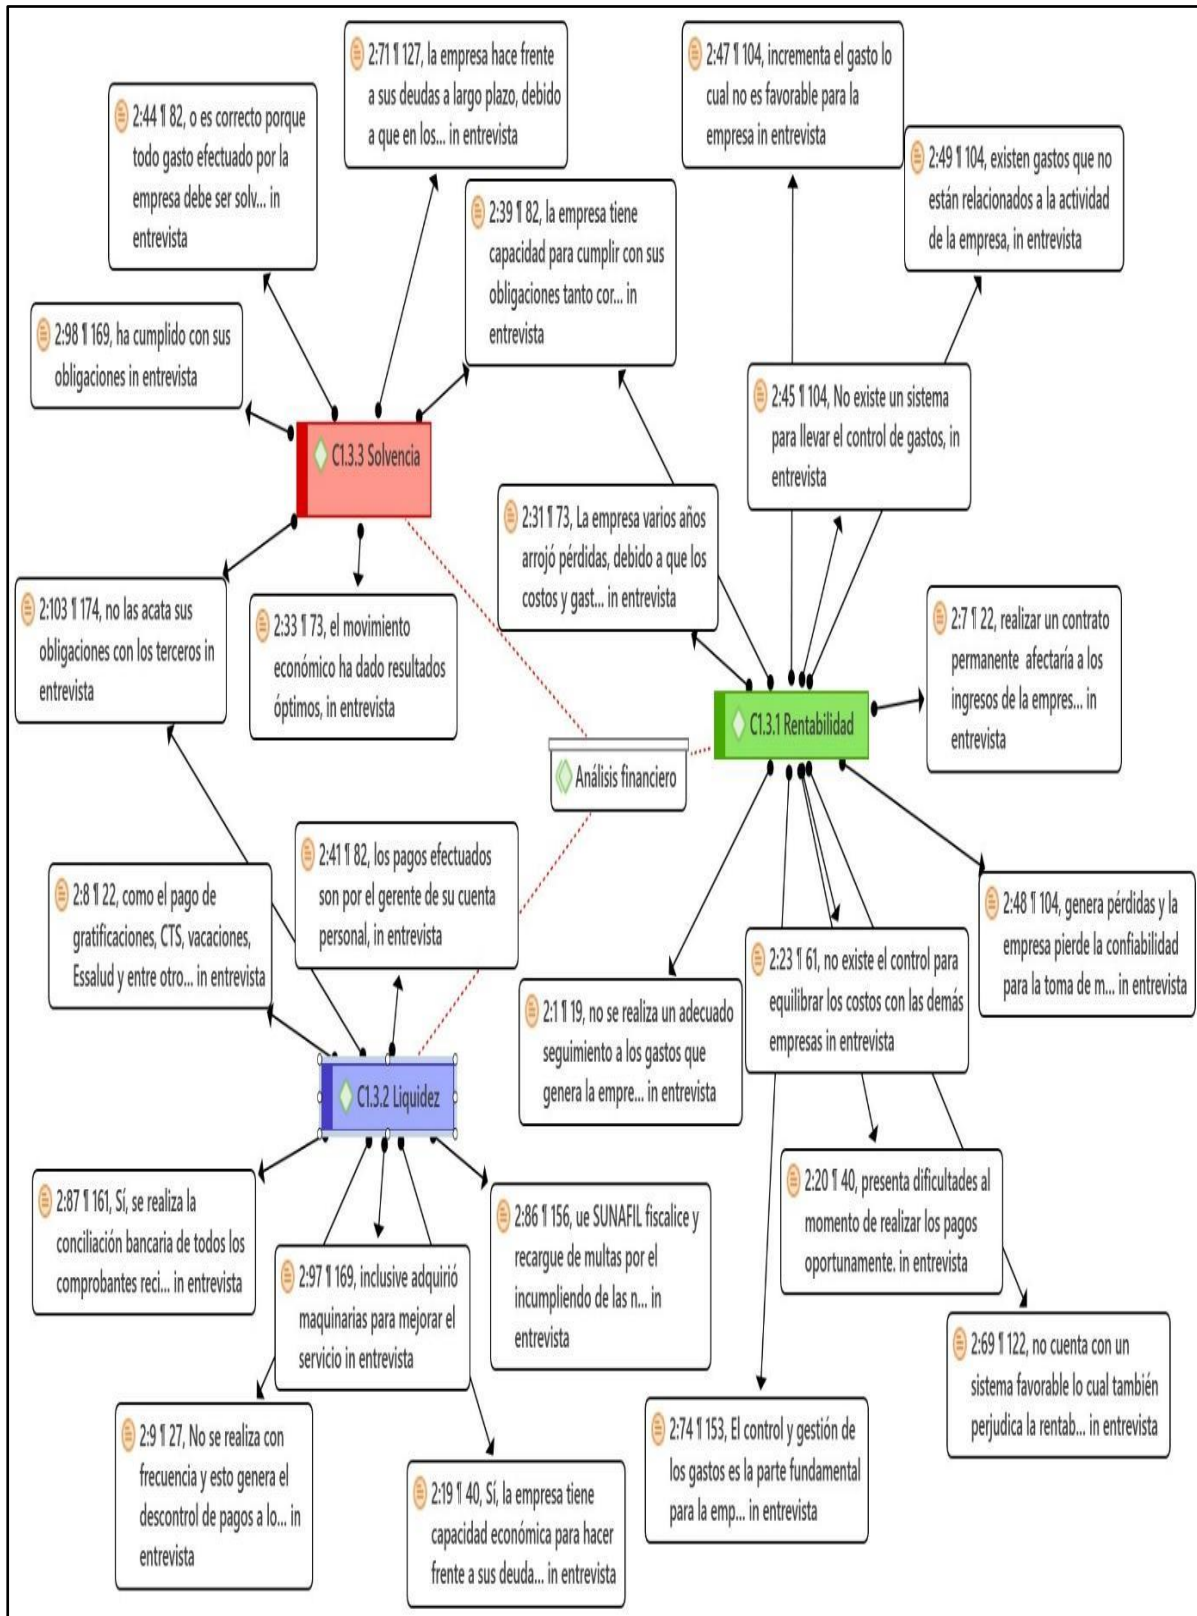 2:71 ¶ 127, la empresa hace frente
a sus deudas a largo plazo, debido
a que en los... in entrevista
2:47 ¶ 104, incrementa el gasto lo
cual no es favorable para la
empresa in entrevista
2:44 ¶ 82, o es correcto porque
todo gasto efectuado por la
empresa debe ser solv... in
entrevista
2:49 ¶ 104, existen gastos que no
están relacionados a la actividad
de la empresa, in entrevista
2:39 ¶ 82, la empresa tiene
capacidad para cumplir con sus
obligaciones tanto cor... in
entrevista
2:98 ¶ 169, ha cumplido con sus
obligaciones in entrevista
2:45 ¶ 104, No existe un sistema
para llevar el control de gastos, in
entrevista
C1.3.3 Solvencia
2:31 ¶ 73, La empresa varios años
arrojó pérdidas, debido a que los
costos y gast... in entrevista
2:103 ¶ 174, no las acata sus
obligaciones con los terceros in
entrevista
2:33 ¶ 73, el movimiento
económico ha dado resultados
óptimos, in entrevista
2:7 ¶ 22, realizar un contrato
permanente afectaría a los
ingresos de la empres... in
entrevista
C1.3.1 Rentabilidad
Análisis financiero
2:41 ¶ 82, los pagos efectuados
son por el gerente de su cuenta
personal, in entrevista
2:8 ¶ 22, como el pago de
gratificaciones, CTS, vacaciones,
Essalud y entre otro... in entrevista
2:48 ¶ 104, genera pérdidas y la
empresa pierde la confiabilidad
para la toma de m... in entrevista
2:23 ¶ 61, no existe el control para
equilibrar los costos con las demás
empresas in entrevista
2:1 ¶ 19, no se realiza un adecuado
seguimiento a los gastos que
genera la empre... in entrevista
C1.3.2 Liquidez
2:20 ¶ 40, presenta dificultades al
momento de realizar los pagos
oportunamente. in entrevista
2:87 ¶ 161, Sí, se realiza la
conciliación bancaria de todos los
comprobantes reci... in entrevista
2:86 ¶ 156, ue SUNAFIL fiscalice y
recargue de multas por el
incumpliendo de las n... in
entrevista
2:97 ¶ 169, inclusive adquirió
maquinarias para mejorar el
servicio in entrevista
2:69 ¶ 122, no cuenta con un
sistema favorable lo cual también
perjudica la rentab... in entrevista
2:9 ¶ 27, No se realiza con
frecuencia y esto genera el
descontrol de pagos a lo... in
entrevista
2:74 ¶ 153, El control y gestión de
los gastos es la parte fundamental
para la emp... in entrevista
2:19 ¶ 40, Sí, la empresa tiene
capacidad económica para hacer
frente a sus deuda... in entrevista